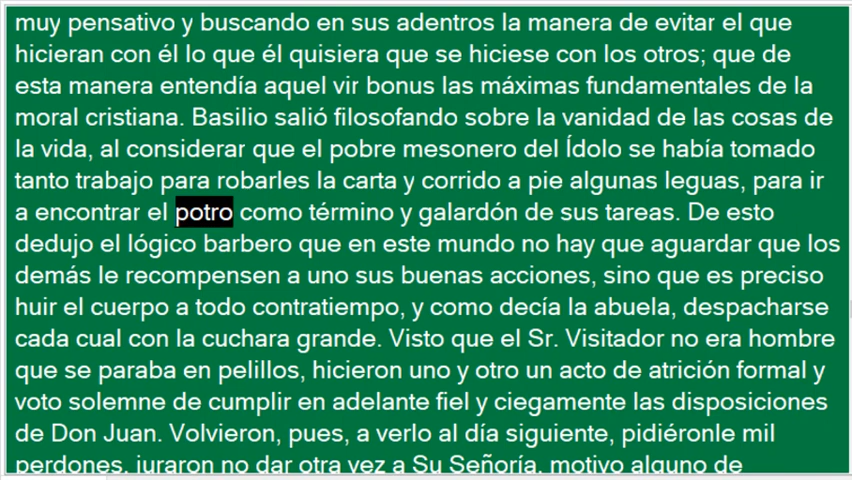 muy pensativo y buscando en sus adentros la manera de evitar el que
hicieran con él lo que él quisiera que se hiciese con los otros; que de
esta manera entendía aquel vir bonus las máximas fundamentales de la
moral cristiana. Basilio salió filosofando sobre la vanidad de las cosas de
la vida, al considerar que el pobre mesonero del Ídolo se había tomado
tanto trabajo para robarles la carta y corrido a pie algunas leguas, para ir
a encontrar el potro como término y galardón de sus tareas. De esto
dedujo el lógico barbero que en este mundo no hay que aguardar que los
demás le recompensen a uno sus buenas acciones, sino que es preciso
huir el cuerpo a todo contratiempo, y como decía la abuela, despacharse
cada cual con la cuchara grande. Visto que el Sr. Visitador no era hombre
que se paraba en pelillos, hicieron uno y otro un acto de atrición formal y
voto solemne de cumplir en adelante fiel y ciegamente las disposiciones
de Don Juan. Volvieron, pues, a verlo al día siguiente, pidiéronle mil
perdones, juraron no dar otra vez a Su Señoría, motivo alguno de